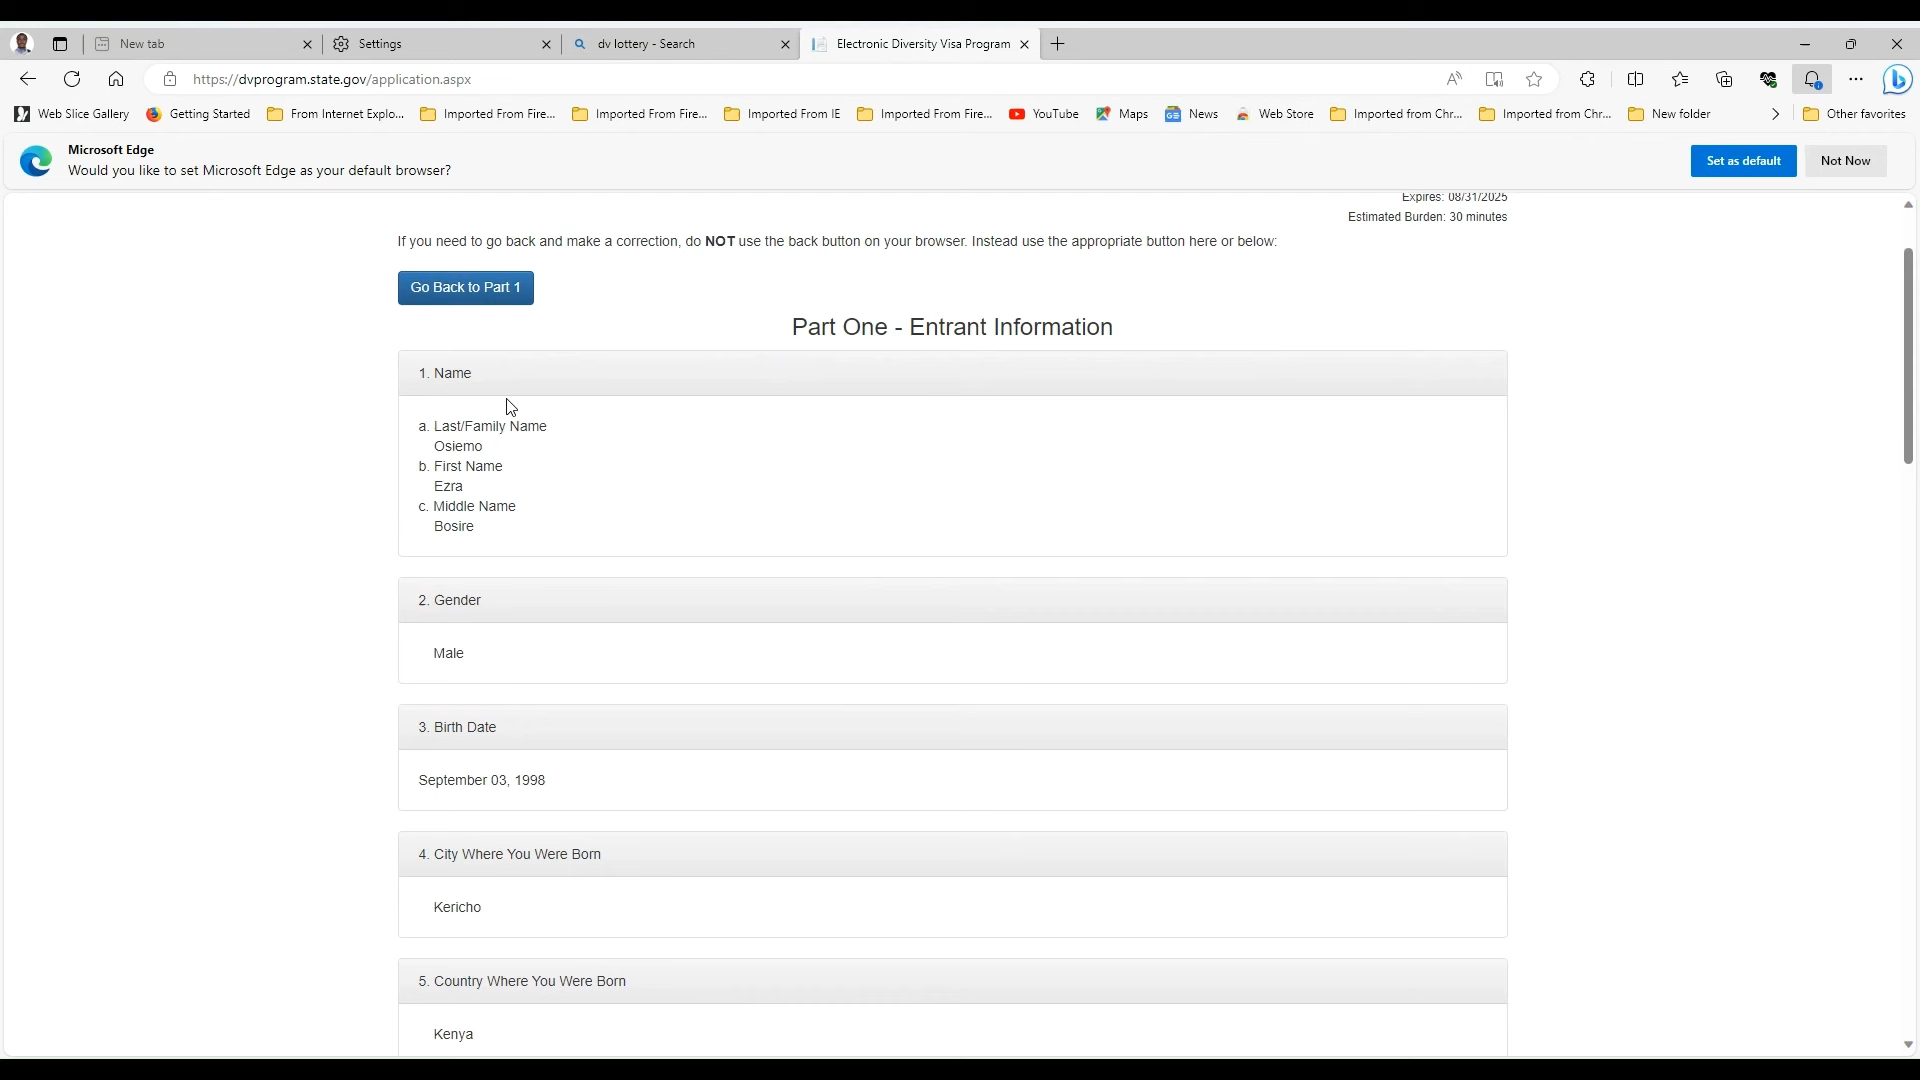 New tab
Settings
dv lottery - Search
Electronic Diversity Visa Program
https://dvprogram.state.gov/application.aspx
Web Slice Gallery
Getting Started
From Internet Explo...
Imported From Fire...
Imported From Fire...
Imported From IE
Imported From Fire...
YouTube
Maps
News
Web Store
Imported from Chr...
Imported from Chr...
New folder
Other favorites
Microsoft Edge
Would you like to set Microsoft Edge as your default browser?
Set as default
Not Now
Expires: 08/31/2025
Estimated Burden: 30 minutes
If you need to go back and make a correction, do NOT use the back button on your browser. Instead use the appropriate button here or below:
Go Back to Part 1
Part One - Entrant Information
1. Name
a. Last/Family Name
Osiemo
b. First Name
Ezra
c. Middle Name
Bosire
2. Gender
Male
3. Birth Date
September 03, 1998
4. City Where You Were Born
Kericho
5. Country Where You Were Born
Kenya